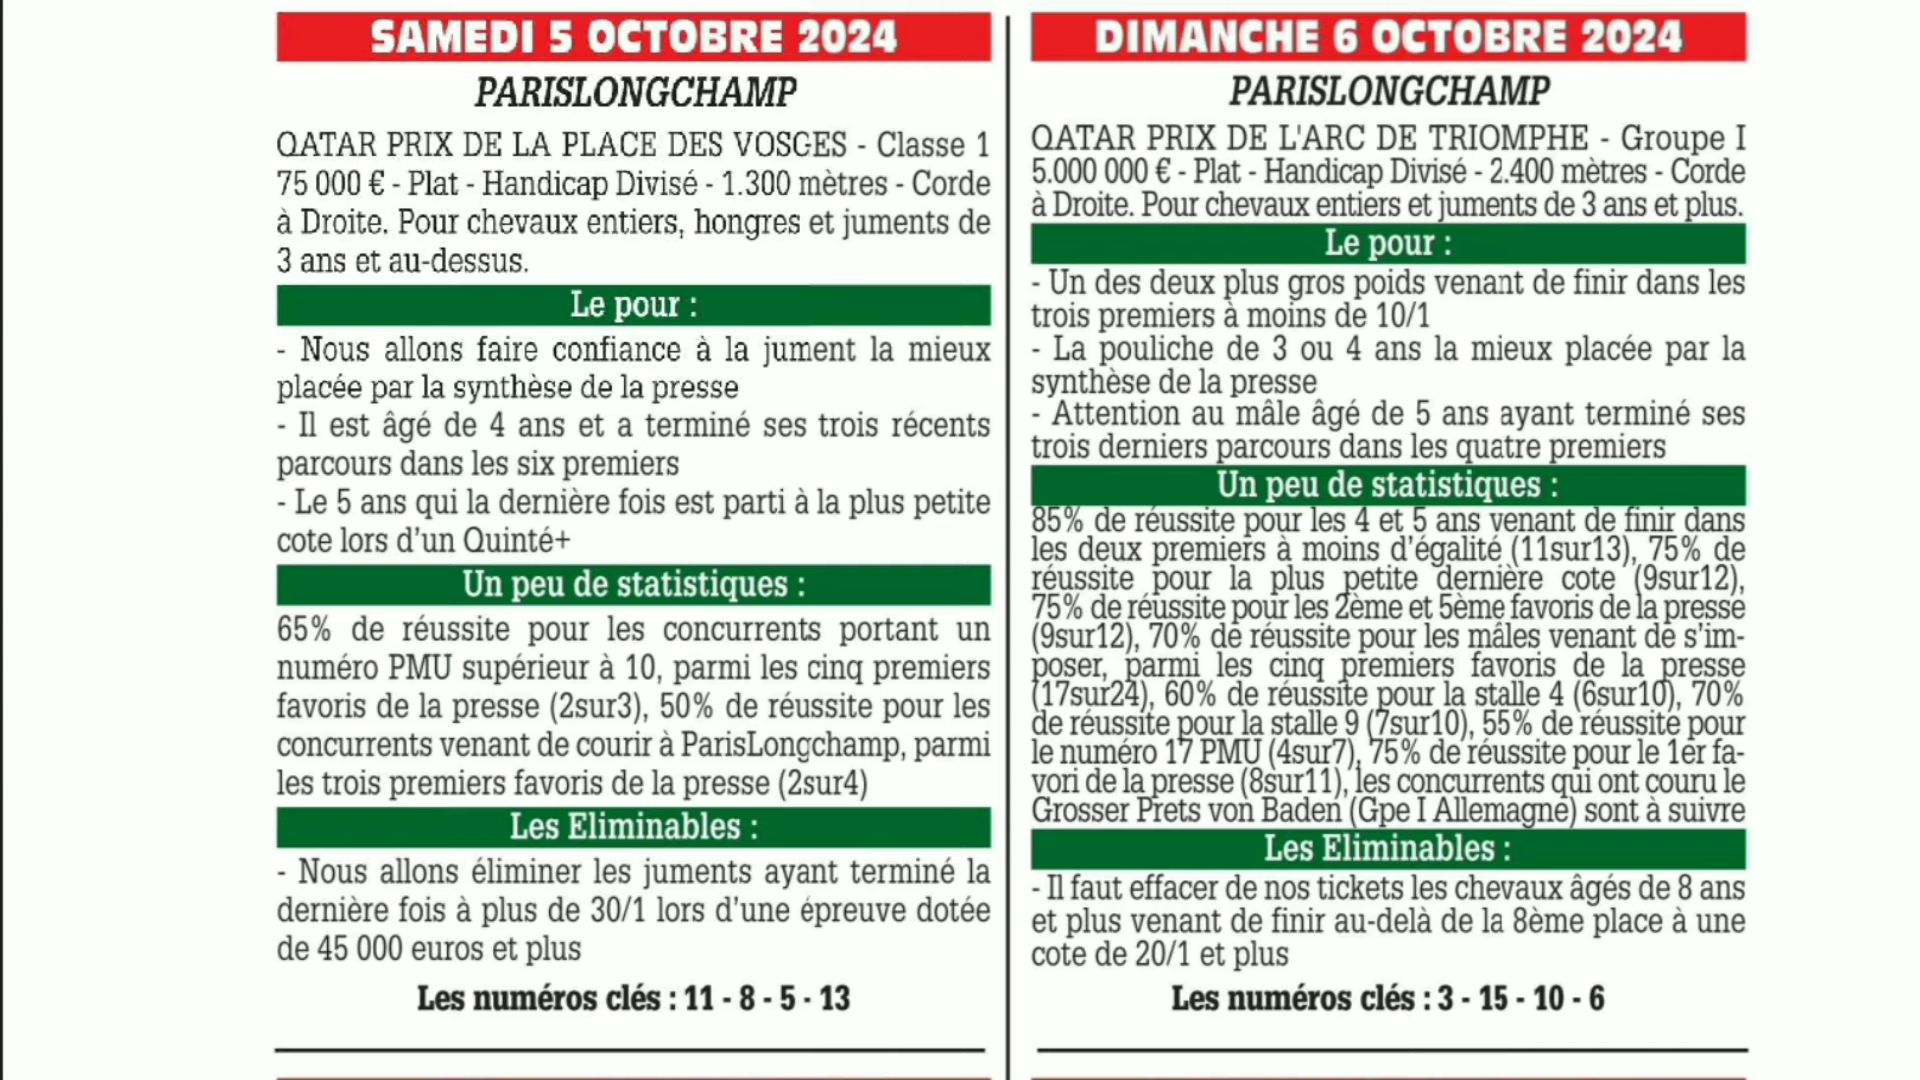 SAMEDI 5 OCTOBRE 2024
PARISLONGCHAMP
QATAR PRIX DE LA PLACE DES VOSGES - Classe 1
75 000 € - Plat - Handicap Divisé - 1.300 mètres - Corde
à Droite. Pour chevaux entiers, hongres et juments de
3 ans et au-dessus.
Le pour :
- Nous allons faire confiance à la jument la mieux
placée par la synthèse de la presse
- Il est âgé de 4 ans et a terminé ses trois récents
parcours dans les six premiers
- Le 5 ans qui la dernière fois est parti à la plus petite
cote lors d’un Quinté+
Un peu de statistiques :
65% de réussite pour les concurrents portant un
numéro PMU supérieur à 10, parmi les cinq premiers
favoris de la presse (2sur3), 50% de réussite pour les
concurrents venant de courir à ParisLongchamp, parmi
les trois premiers favoris de la presse (2sur4)
Les Eliminables :
- Nous allons éliminer les juments ayant terminé la
dernière fois à plus de 30/1 lors d’une épreuve dotée
de 45 000 euros et plus
Les numéros clés : 11 - 8 - 5 - 13
DIMANCHE 6 OCTOBRE 2024
PARISLONGCHAMP
QATAR PRIX DE L'ARC DE TRIOMPHE - Groupe I
5.000 000 € - Plat - Handicap Divisé - 2.400 mètres - Corde
à Droite. Pour chevaux entiers et juments de 3 ans et plus.
Le pour :
- Un des deux plus gros poids venant de finir dans les
trois premiers à moins de 10/1
- La pouliche de 3 ou 4 ans la mieux placée par la
synthèse de la presse
- Attention au mâle âgé de 5 ans ayant terminé ses
trois derniers parcours dans les quatre premiers
Un peu de statistiques :
85% de réussite pour les 4 et 5 ans venant de finir dans
les deux premiers à moins d’égalité (11sur13), 75% de
réussite pour la plus petite dernière cote (9sur12),
75% de réussite pour les 2ème et 5ème favoris de la presse
(9sur12), 70% de réussite pour les mâles venant de s’im-
poser, parmi les cinq premiers favoris de la presse
(17sur24), 60% de réussite pour la stalle 4 (6sur10), 70%
de réussite pour la stalle 9 (7sur10), 55% de réussite pour
le numéro 17 PMU (4sur7), 75% de réussite pour le 1er fa-
vori de la presse (8sur11), les concurrents qui ont couru le
Grosser Prets von Baden (Gpe I Allemagne) sont à suivre
Les Eliminables :
- Il faut effacer de nos tickets les chevaux âgés de 8 ans
et plus venant de finir au-delà de la 8ème place à une
cote de 20/1 et plus
Les numéros clés : 3 - 15 - 10 - 6